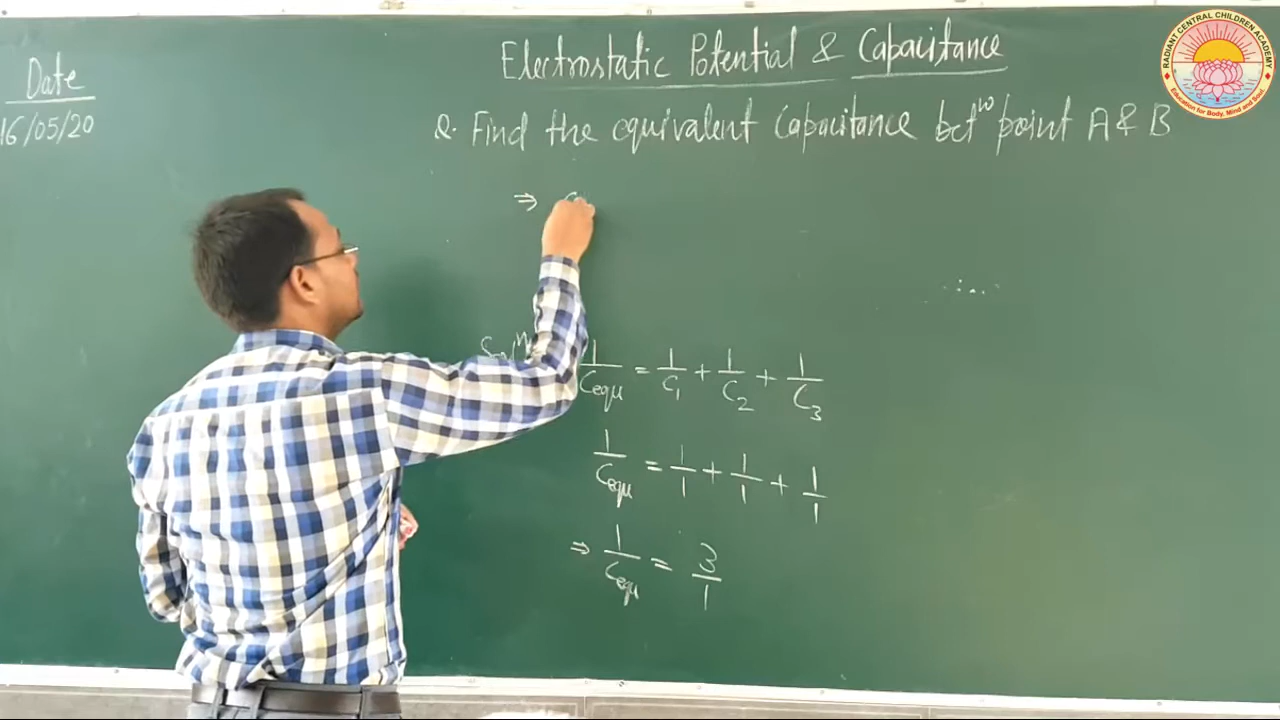 Electrostatic Potential & Capacitance
Date
16/05/20
Q. Find the equivalent Capacitance betⁿ point A & B
⇒ C
Solⁿ 1/Cequ = 1/C₁ + 1/C₂ + 1/C₃
1/Cequ = 1/1 + 1/1 + 1/1
⇒ 1/Cequ = 3/1
RADIANT CENTRAL CHILDREN ACADEMY
Education for Body, Mind and Soul.